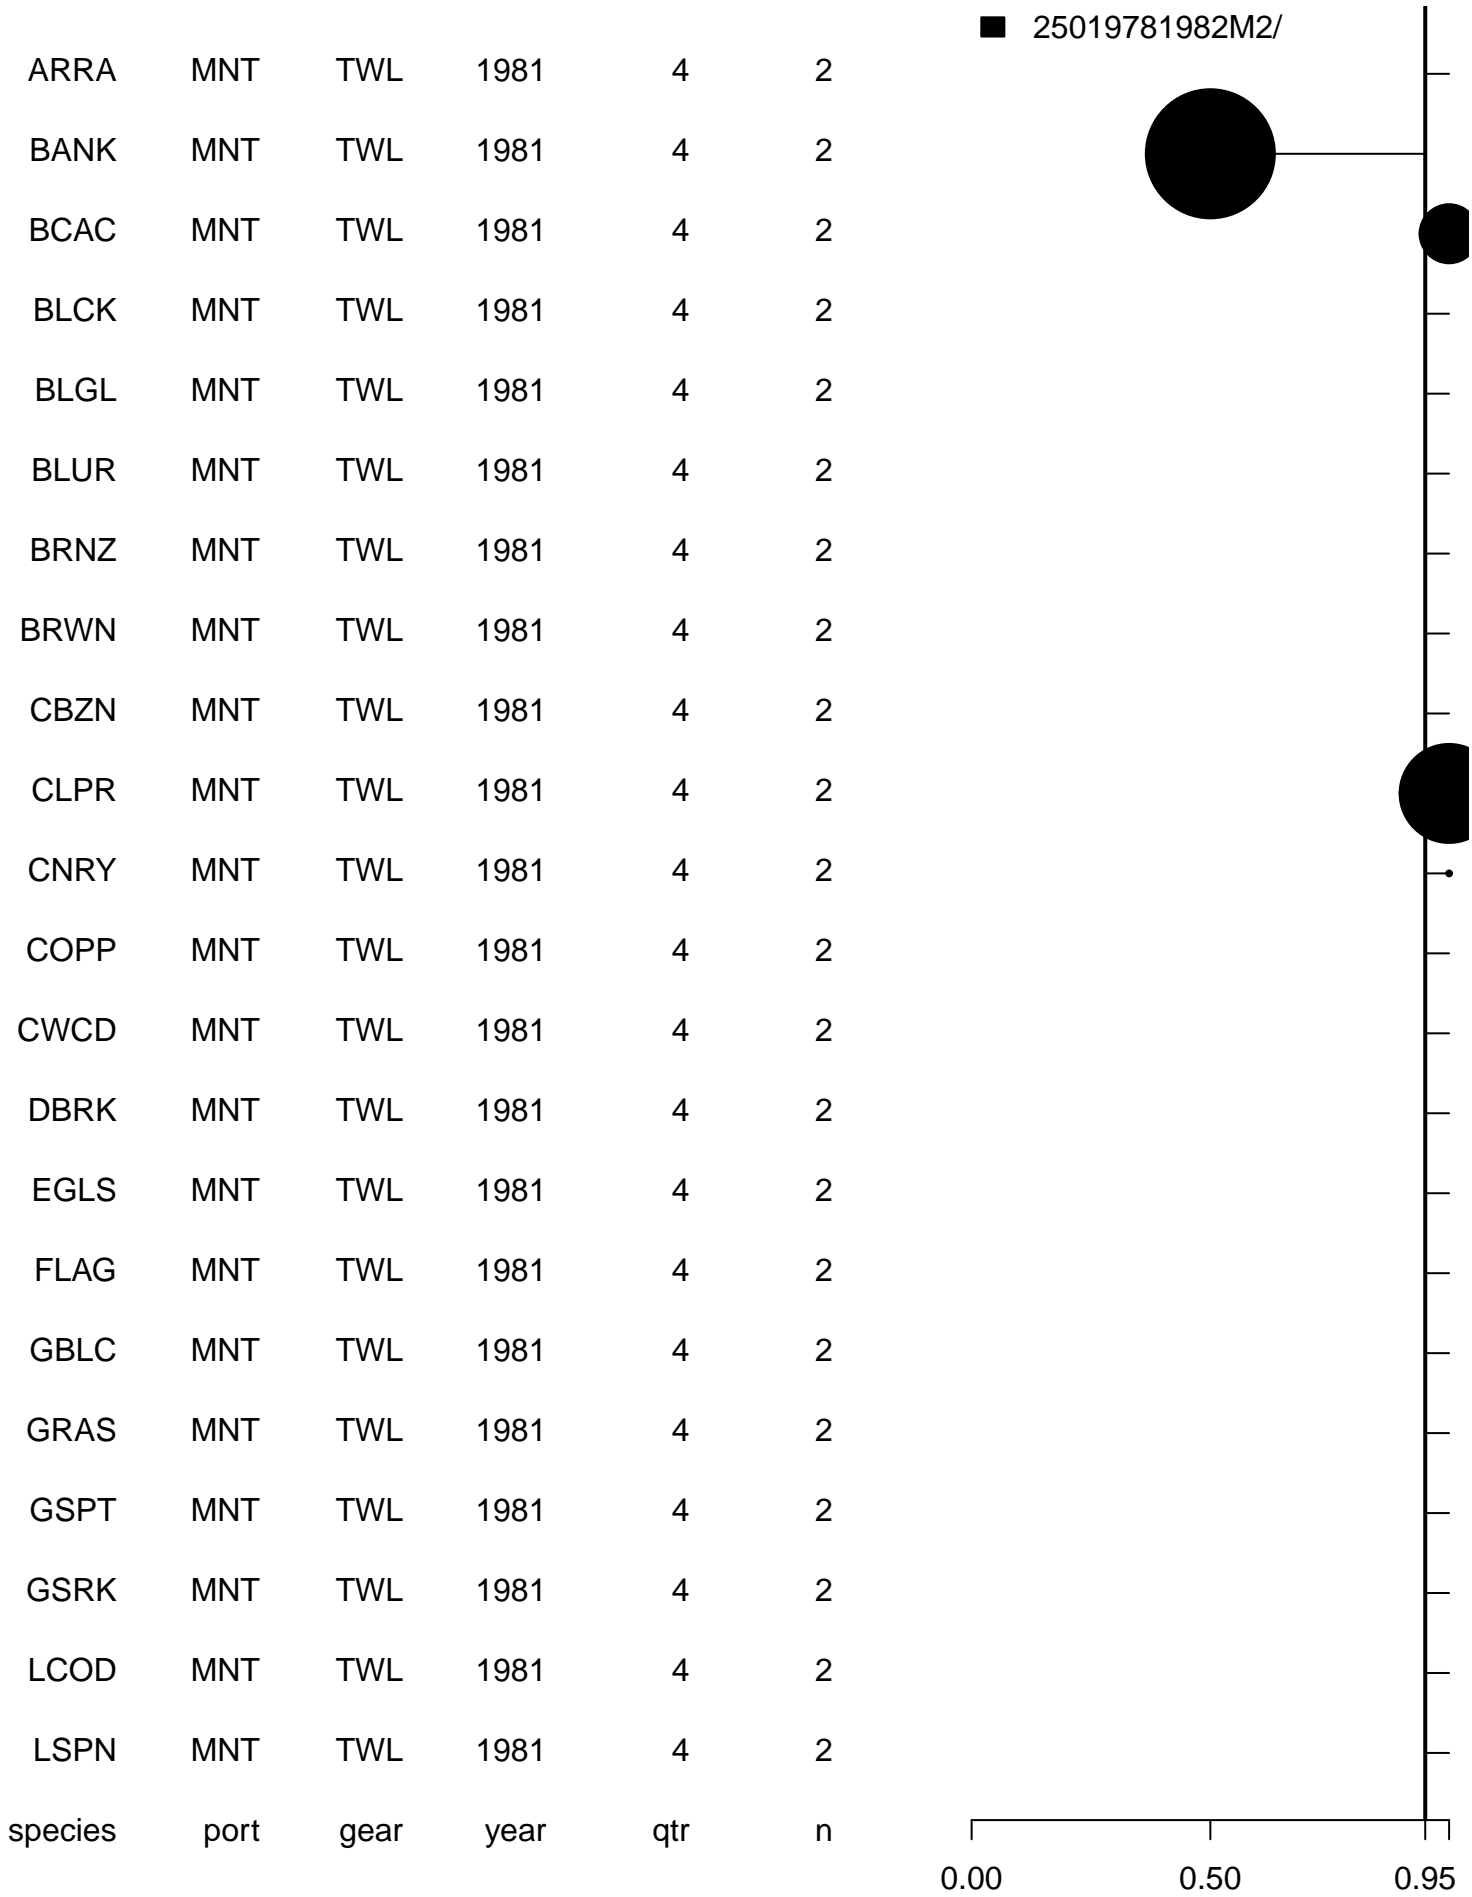 25019781982M2/
ARRA MNT TWL 1981 4 2
BANK MNT TWL 1981 4 2
BCAC MNT TWL 1981 4 2
BLCK MNT TWL 1981 4 2
BLGL MNT TWL 1981 4 2
BLUR MNT TWL 1981 4 2
BRNZ MNT TWL 1981 4 2
BRWN MNT TWL 1981 4 2
CBZN MNT TWL 1981 4 2
CLPR MNT TWL 1981 4 2
CNRY MNT TWL 1981 4 2
COPP MNT TWL 1981 4 2
CWCD MNT TWL 1981 4 2
DBRK MNT TWL 1981 4 2
EGLS MNT TWL 1981 4 2
FLAG MNT TWL 1981 4 2
GBLC MNT TWL 1981 4 2
GRAS MNT TWL 1981 4 2
GSPT MNT TWL 1981 4 2
GSRK MNT TWL 1981 4 2
LCOD MNT TWL 1981 4 2
LSPN MNT TWL 1981 4 2
species port gear year qtr n
0.00 0.50 0.95